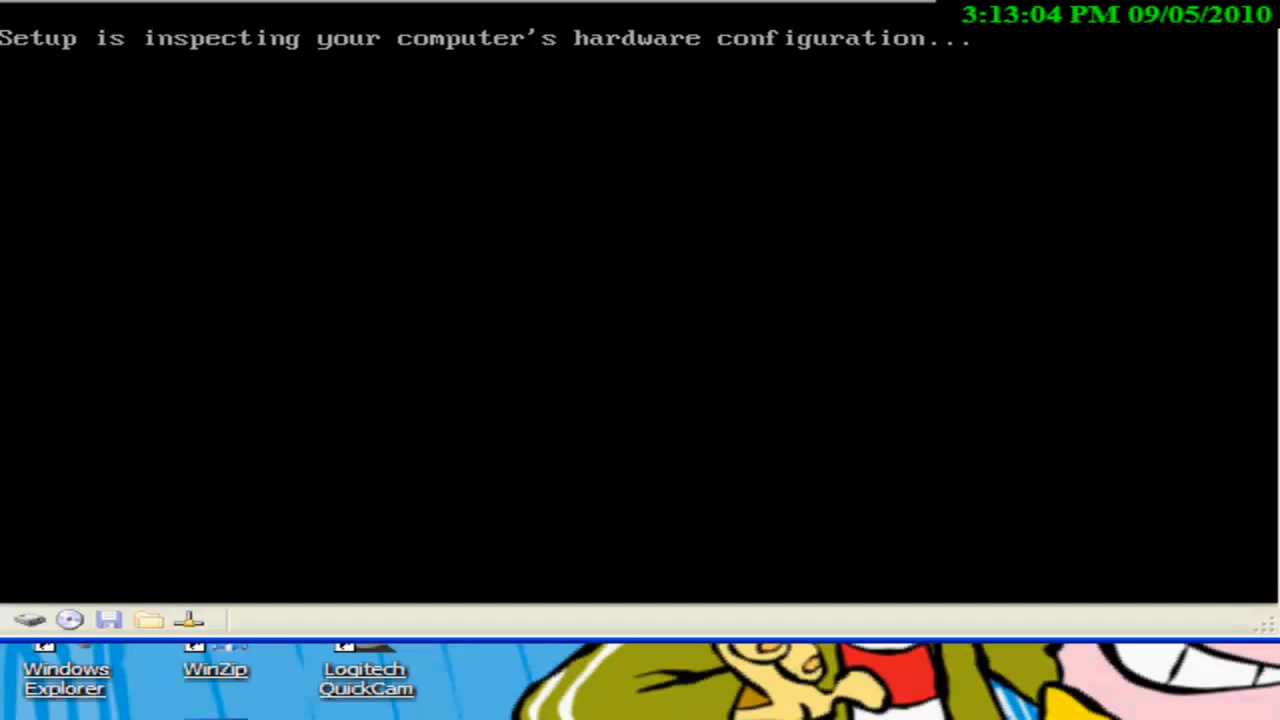 3:13:04 PM 09/05/2010
Setup is inspecting your computer's hardware configuration...
Windows
Explorer
WinZip
Logitech
QuickCam